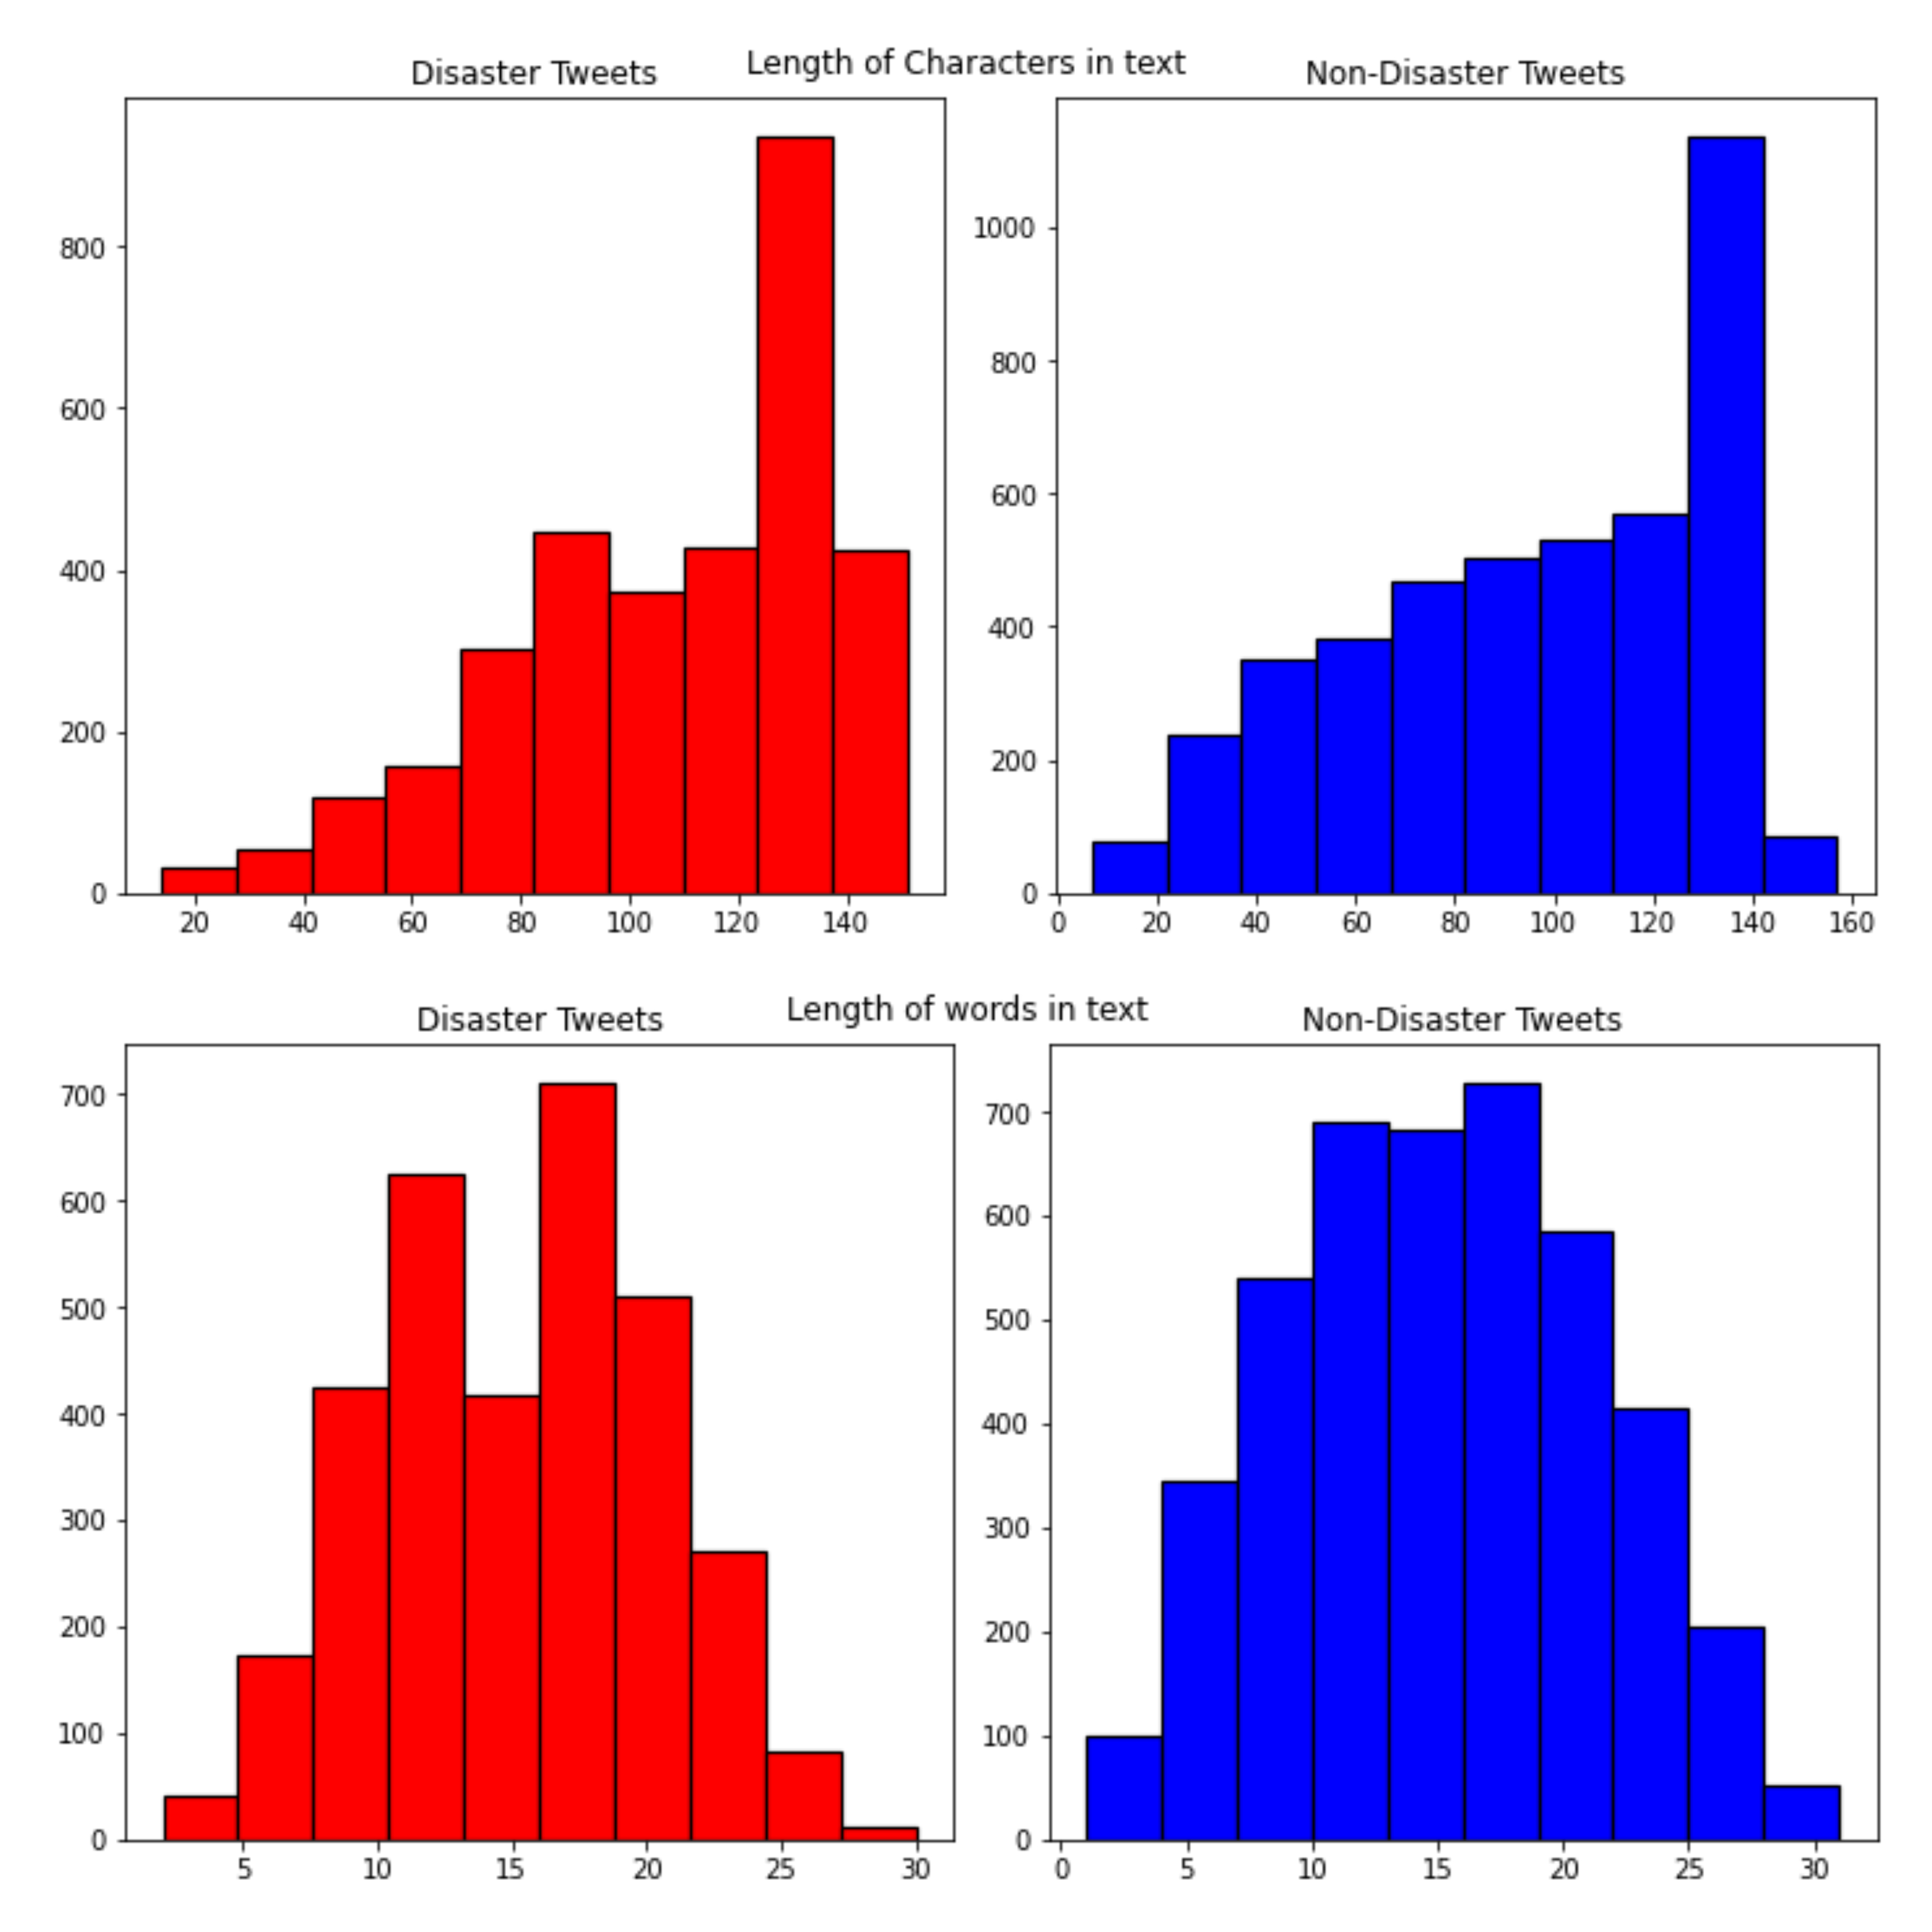 Length of Characters in text
Disaster Tweets
Non-Disaster Tweets
800
600
400
200
0
20 40 60 80 100 120 140
1000
800
600
400
200
0
0 20 40 60 80 100 120 140 160
Length of words in text
Disaster Tweets
Non-Disaster Tweets
700
600
500
400
300
200
100
0
5 10 15 20 25 30
700
600
500
400
300
200
100
0
0 5 10 15 20 25 30